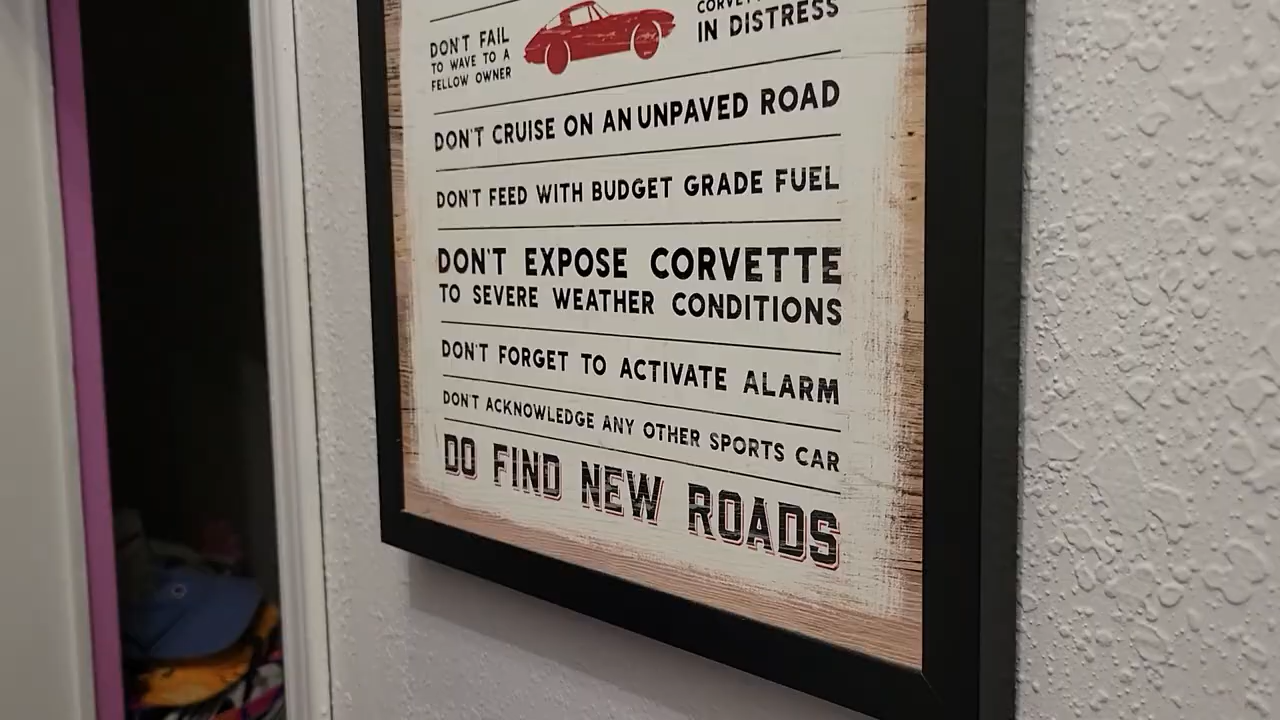 DON'T FAIL
TO WAVE TO A
FELLOW OWNER
IN DISTRESS
DON'T CRUISE ON AN UNPAVED ROAD
DON'T FEED WITH BUDGET GRADE FUEL
DON'T EXPOSE CORVETTE
TO SEVERE WEATHER CONDITIONS
DON'T FORGET TO ACTIVATE ALARM
DON'T ACKNOWLEDGE ANY OTHER SPORTS CAR
DO FIND NEW ROADS